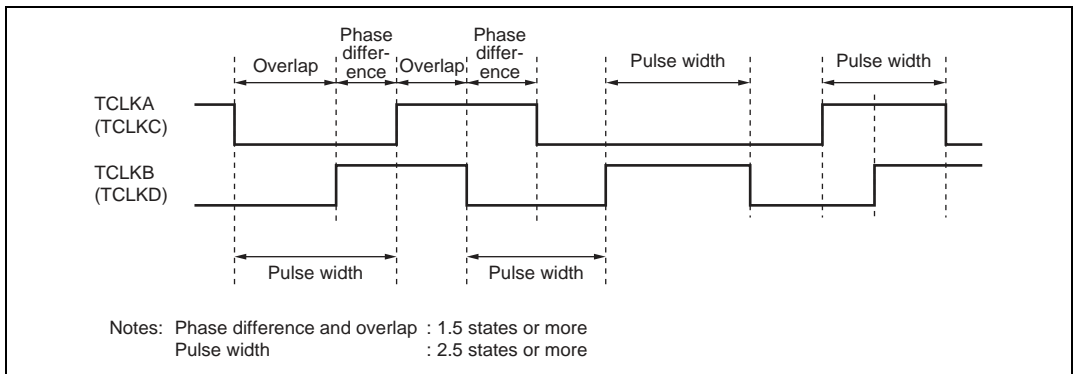 Phase
differ-
ence
Phase
differ-
ence
Overlap
Overlap
Pulse width
Pulse width
TCLKA
(TCLKC)
TCLKB
(TCLKD)
Pulse width
Pulse width
Notes: Phase difference and overlap : 1.5 states or more
Pulse width : 2.5 states or more